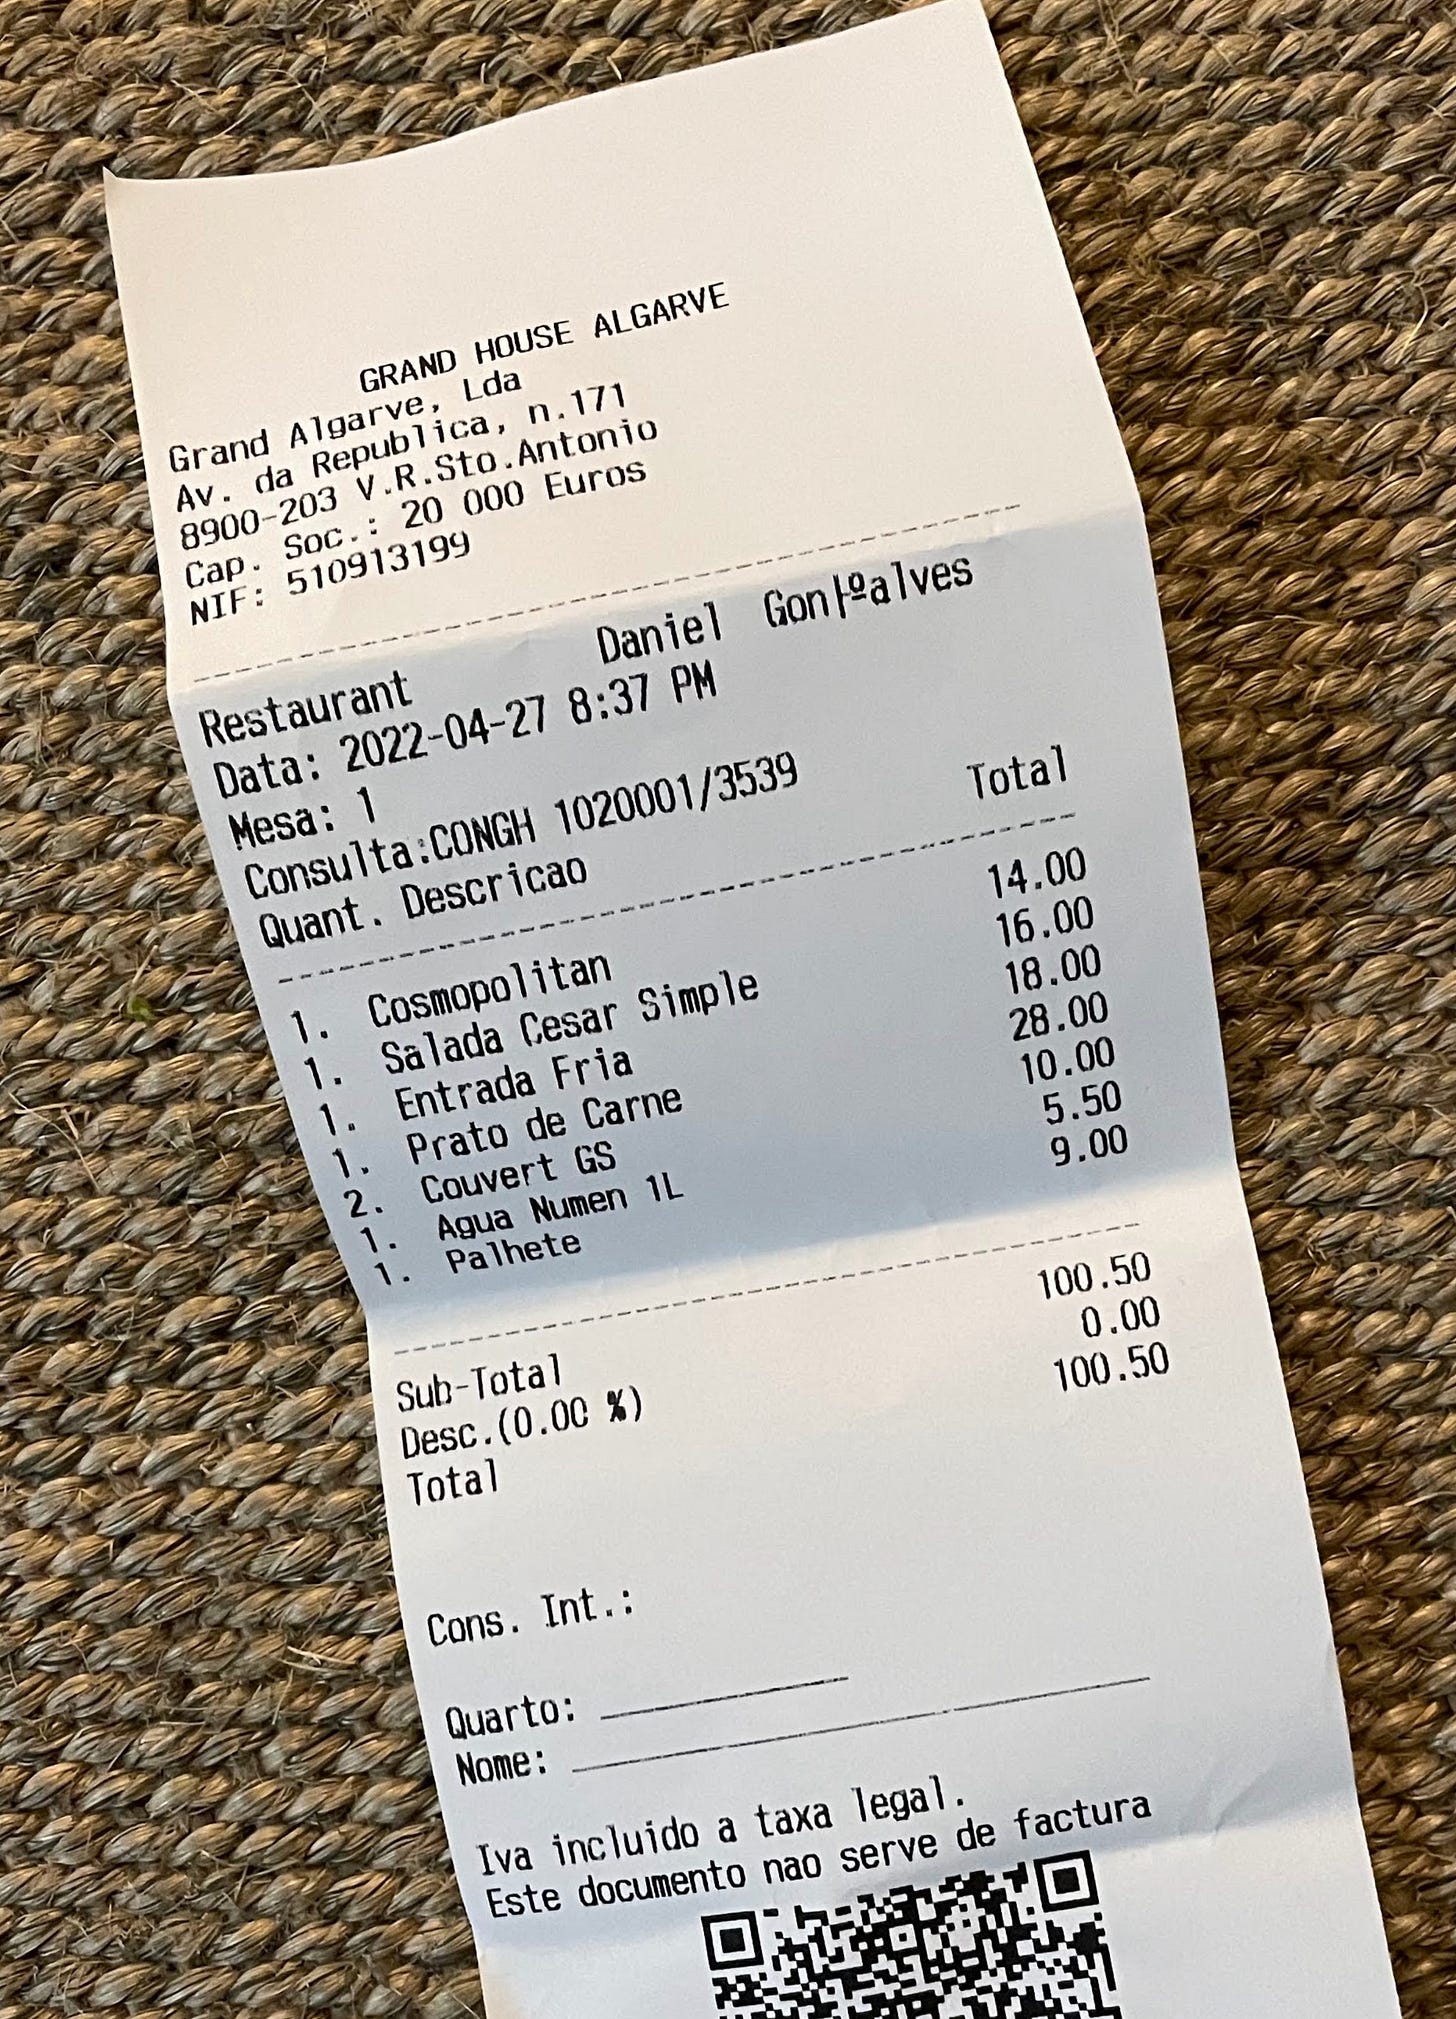 GRAND HOUSE ALGARVE
Grand Algarve, Lda
Av. da Republica, n.171
8900-203 V.R.Sto.Antonio
Cap. Soc.: 20 000 Euros
NIF: 510913199
Restaurant Daniel Gon├ºalves
Data: 2022-04-27 8:37 PM
Mesa: 1
Consulta:CONGH 1020001/3539
Quant. Descricao Total
1. Cosmopolitan 14.00
1. Salada Cesar Simple 16.00
1. Entrada Fria 18.00
1. Prato de Carne 28.00
2. Couvert GS 10.00
1. Agua Numen 1L 5.50
1. Palhete 9.00
Sub-Total 100.50
Desc.(0.00 %) 0.00
Total 100.50
Cons. Int.:
Quarto:
Nome:
Iva incluido a taxa legal.
Este documento nao serve de factura